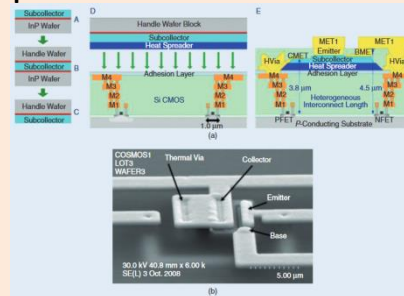 Subcollector
InP Wafer
A
Handle Wafer
Subcollector
InP Wafer
B
Handle Wafer
Subcollector
C
D
Handle Wafer Block
Subcollector
Heat Spreader
Adhesion Layer
M4
M3
M2
M1
Si CMOS
M4
M3
M2
M1
1.0 µm
E
MET1
MET1
Emitter
HVia
CMET
BMET
HVia
Subcollector
Heat Spreader
Adhesion Layer
M4
M3
M2
M1
3.8 µm
4.5 µm
Heterogeneous
Interconnect Length
M4
M3
M2
M1
PFET
NFET
P-Conducting Substrate
(a)
COSMOS1
LOT3
WAFER3
Thermal Via
Collector
Emitter
Base
30.0 kV 40.8 mm x 6.00 k
SE(L) 3 Oct. 2008
5.00 µm
(b)